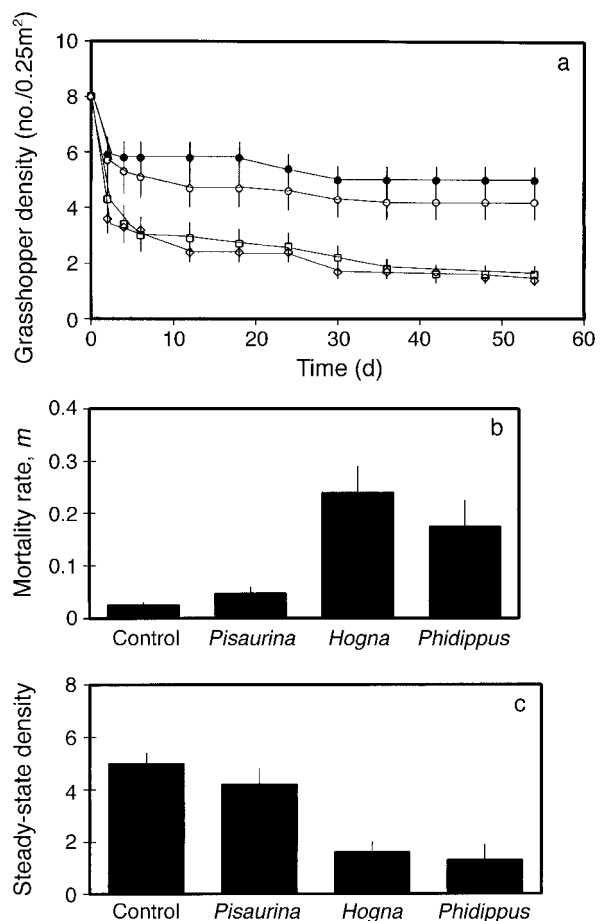 a
Grasshopper density (no./0.25m²)
10
8
6
4
2
0
0 10 20 30 40 50 60
Time (d)
b
Mortality rate, m
0.4
0.3
0.2
0.1
0
Control Pisaurina Hogna Phidippus
c
Steady-state density
8
6
4
2
0
Control Pisaurina Hogna Phidippus